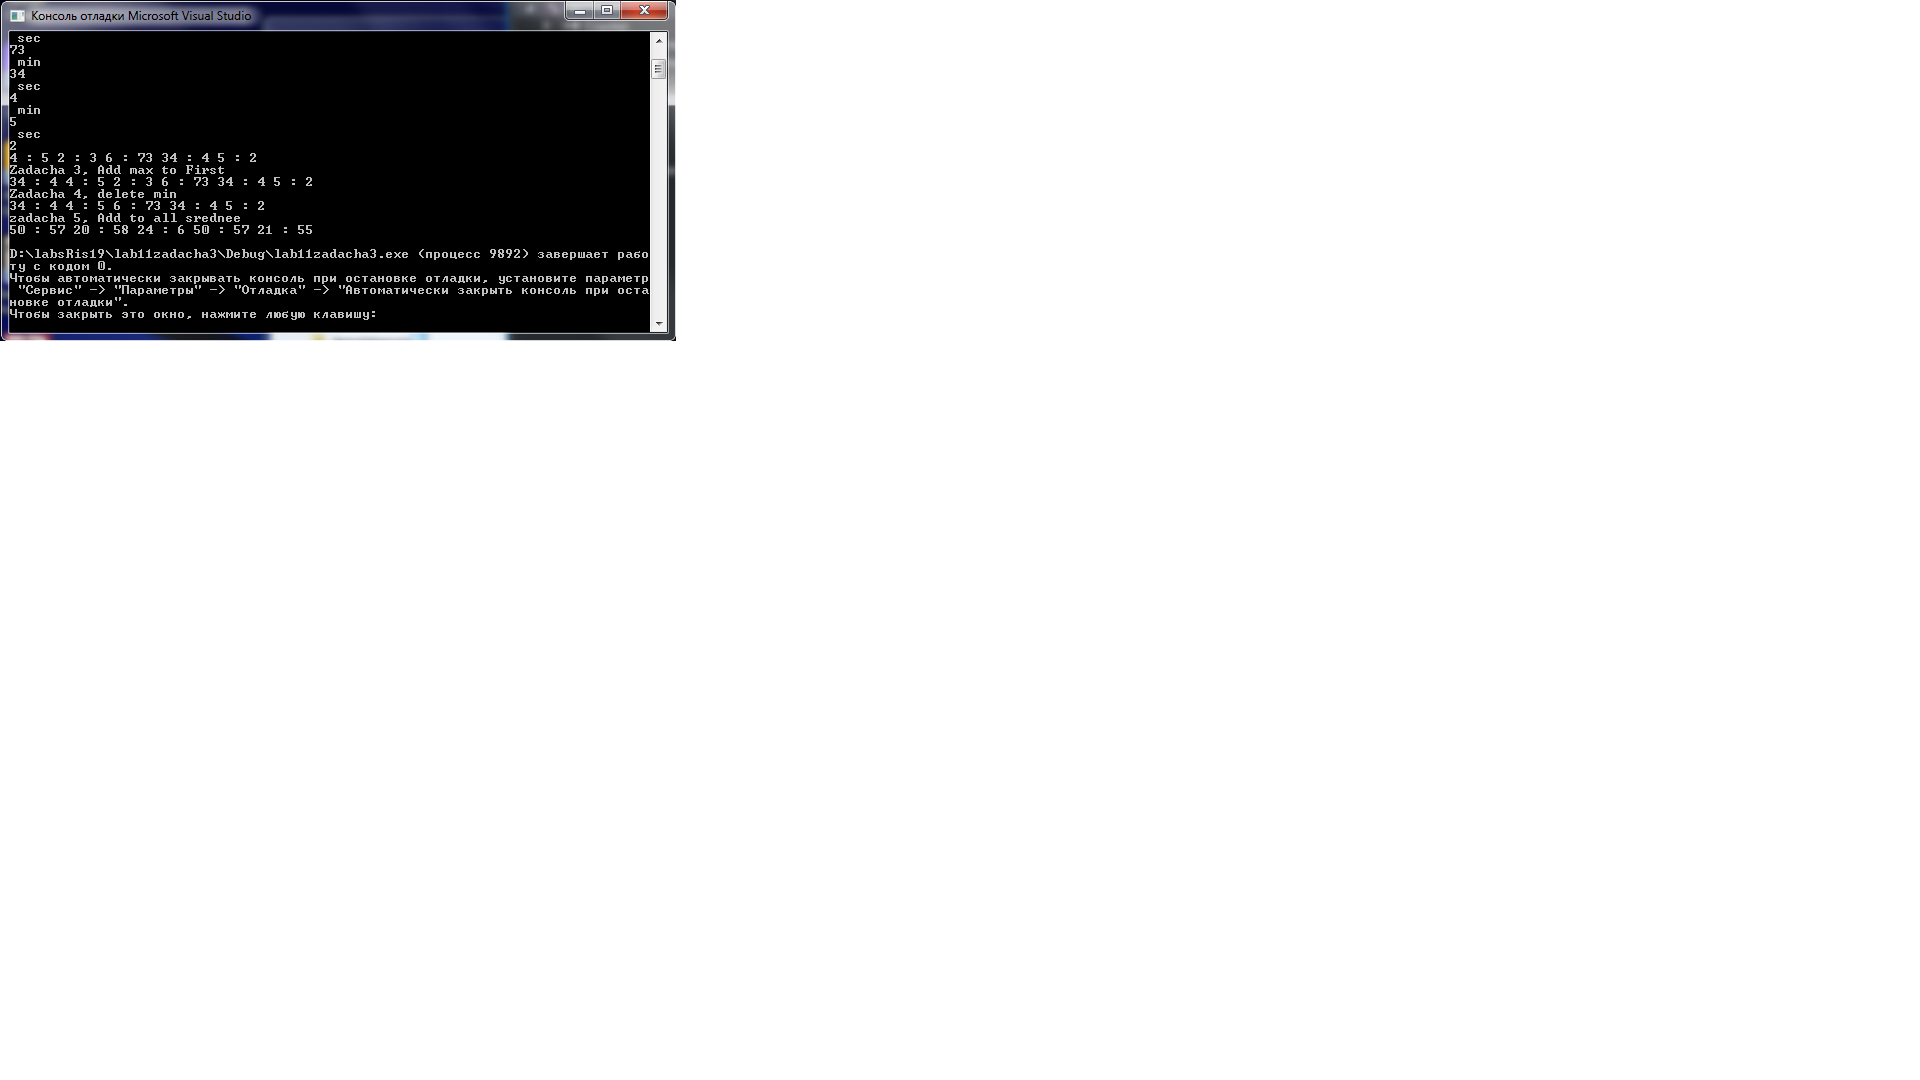 Консоль отладки Microsoft Visual Studio
sec
73
min
34
sec
4
min
5
sec
2
4 : 5 2 : 3 6 : 73 34 : 4 5 : 2
Zadacha 3, Add max to First
34 : 4 4 : 5 2 : 3 6 : 73 34 : 4 5 : 2
Zadacha 4, delete min
34 : 4 4 : 5 6 : 73 34 : 4 5 : 2
zadacha 5, Add to all srednee
50 : 57 20 : 58 24 : 6 50 : 57 21 : 55
D:\labsRis19\lab11zadacha3\Debug\lab11zadacha3.exe (процесс 9892) завершает рабо
ту с кодом 0.
Чтобы автоматически закрывать консоль при остановке отладки, установите параметр
"Сервис" -> "Параметры" -> "Отладка" -> "Автоматически закрыть консоль при оста
новке отладки".
Чтобы закрыть это окно, нажмите любую клавишу: